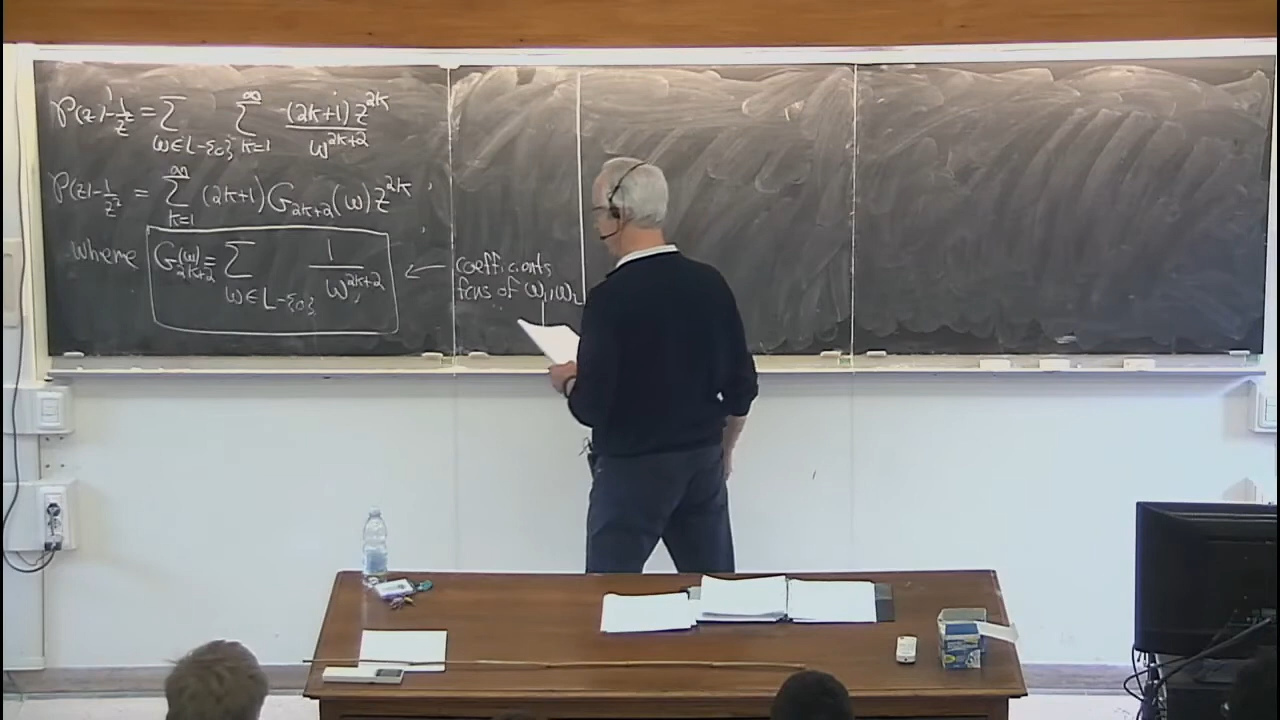 ℘(z) - 1/z = Σ_{ω∈L-{0}} Σ_{k=1}^∞ (2k+1) z^{2k} / ω^{2k+2}
℘(z) - 1/z² = Σ_{k=1}^∞ (2k+1) G_{2k+2}(ω) z^{2k},
where G_{2k+2}(ω) = Σ_{ω∈L-{0}} 1/ω^{2k+2}, ← coefficients
fcns of ω₁, ω₂